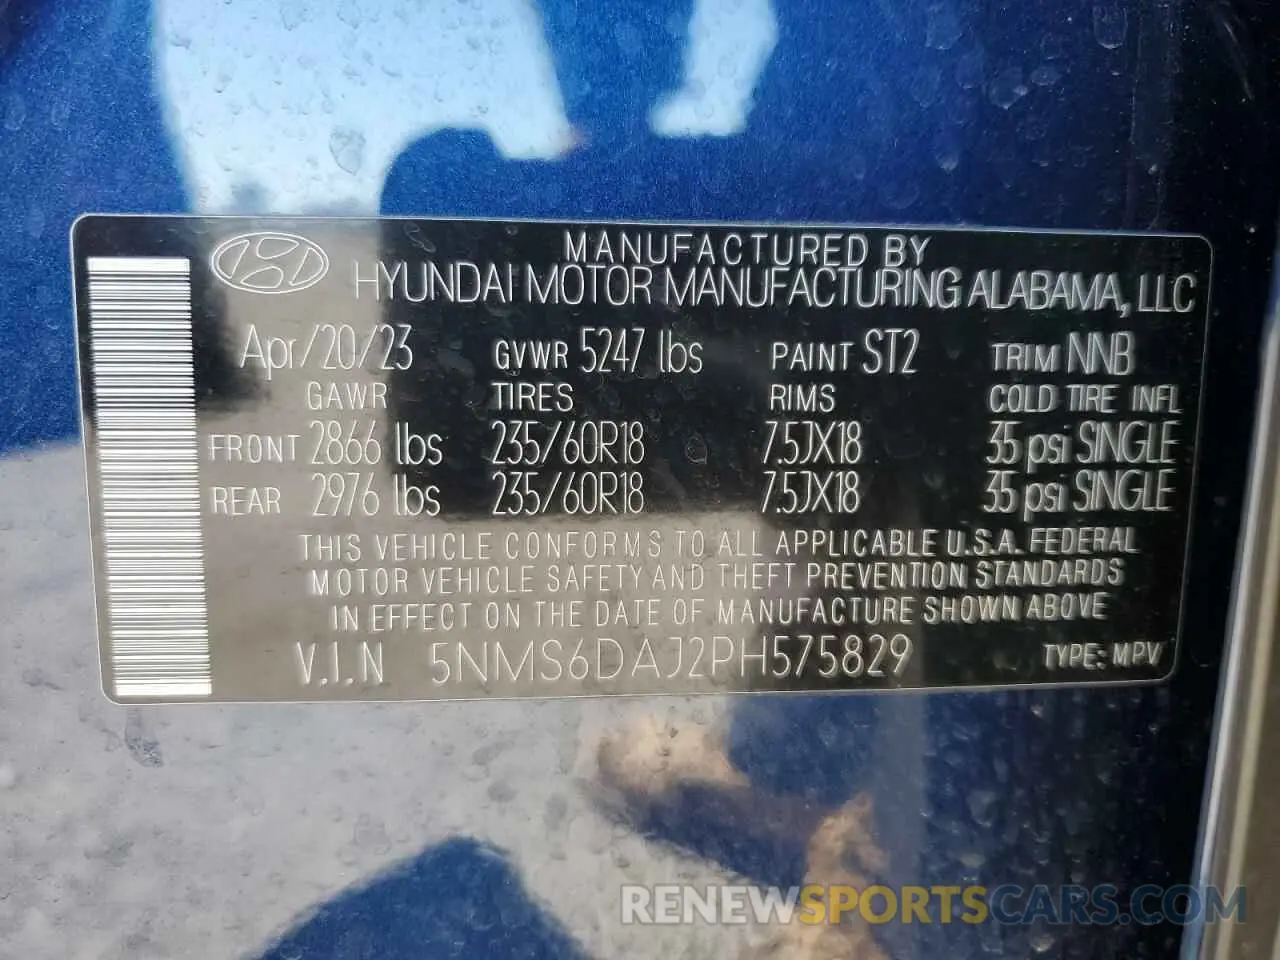 MANUFACTURED BY
HYUNDAI MOTOR MANUFACTURING ALABAMA, LLC
Apr/20/23 GVWR 5247 lbs PAINT ST2 TRIM NNB
GAWR TIRES RIMS COLD TIRE INFL
FRONT 2866 lbs 235/60R18 7.5JX18 35 psi SINGLE
REAR 2976 lbs 235/60R18 7.5JX18 35 psi SINGLE
THIS VEHICLE CONFORMS TO ALL APPLICABLE U.S.A. FEDERAL
MOTOR VEHICLE SAFETY AND THEFT PREVENTION STANDARDS
IN EFFECT ON THE DATE OF MANUFACTURE SHOWN ABOVE
V.I.N 5NMS6DAJ2PH575829 TYPE: MPV
RENEWSPORTSCARS.COM